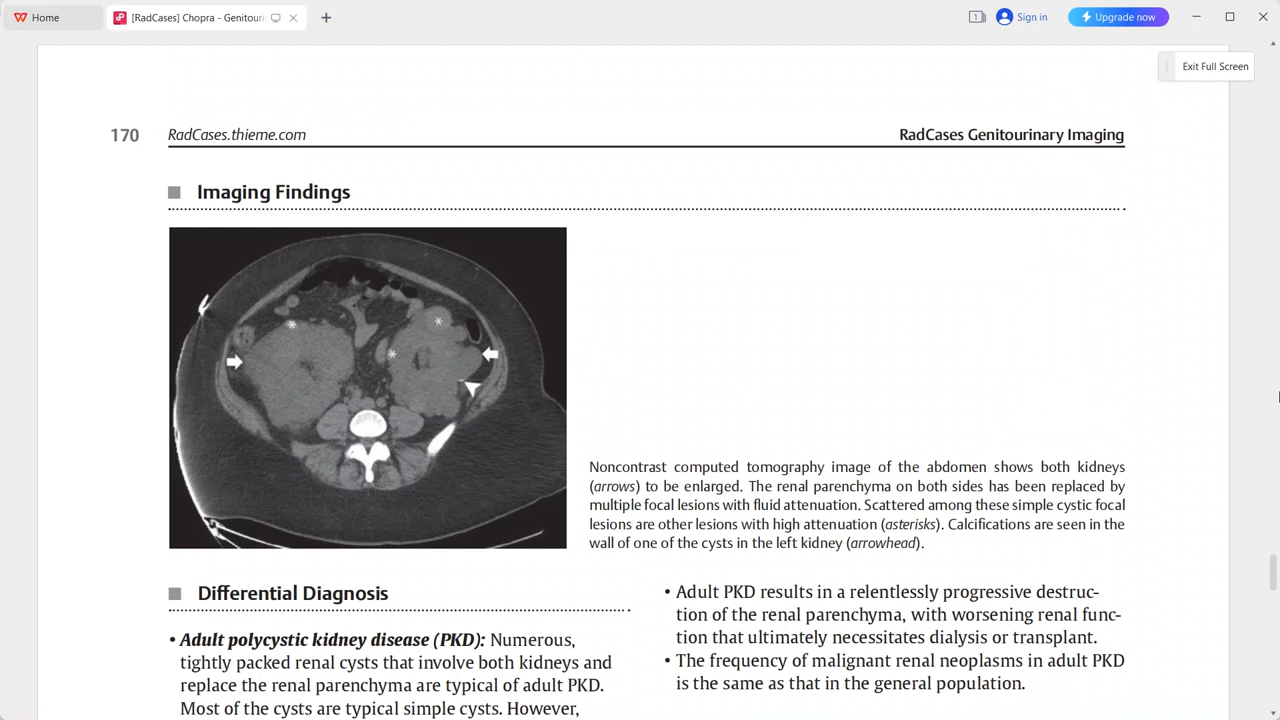 Home
[RadCases] Chopra - Genitouri
1
Sign in
Upgrade now
Exit Full Screen
170
RadCases.thieme.com
RadCases Genitourinary Imaging
Imaging Findings
*
*
*
Noncontrast computed tomography image of the abdomen shows both kidneys
(arrows) to be enlarged. The renal parenchyma on both sides has been replaced by
multiple focal lesions with fluid attenuation. Scattered among these simple cystic focal
lesions are other lesions with high attenuation (asterisks). Calcifications are seen in the
wall of one of the cysts in the left kidney (arrowhead).
Differential Diagnosis
• Adult polycystic kidney disease (PKD): Numerous,
tightly packed renal cysts that involve both kidneys and
replace the renal parenchyma are typical of adult PKD.
Most of the cysts are typical simple cysts. However,
• Adult PKD results in a relentlessly progressive destruc-
tion of the renal parenchyma, with worsening renal func-
tion that ultimately necessitates dialysis or transplant.
• The frequency of malignant renal neoplasms in adult PKD
is the same as that in the general population.